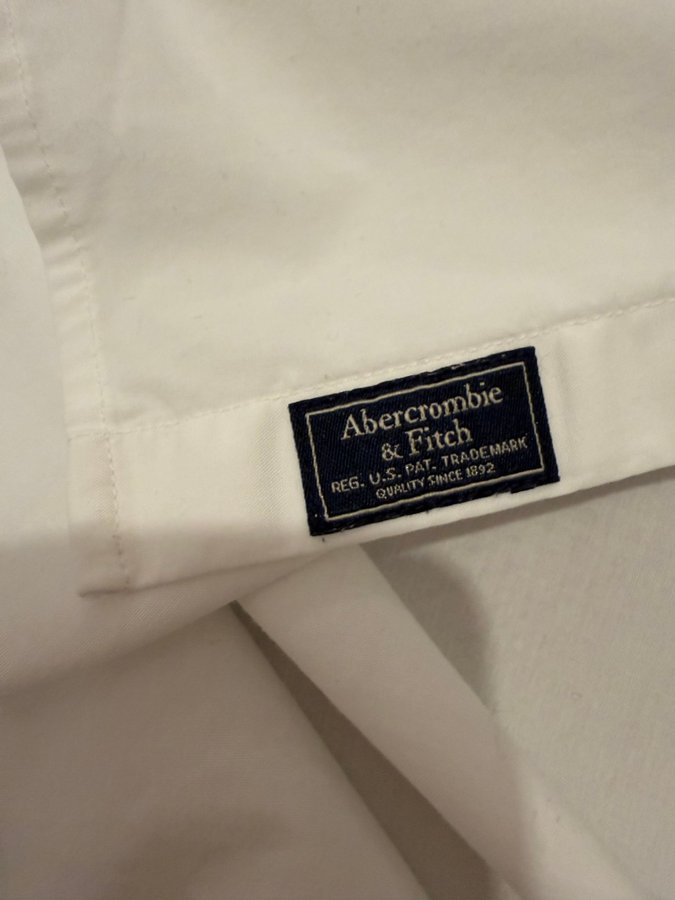 Abercrombie
& Fitch
REG. U.S. PAT. TRADEMARK
QUALITY SINCE 1892